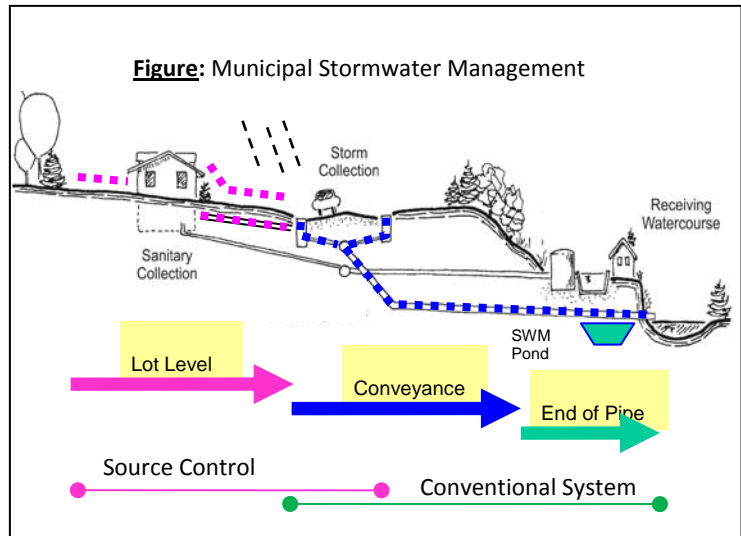 Figure: Municipal Stormwater Management
Storm
Collection
Receiving
Watercourse
Sanitary
Collection
SWM
Pond
Lot Level
Conveyance
End of Pipe
Source Control
Conventional System